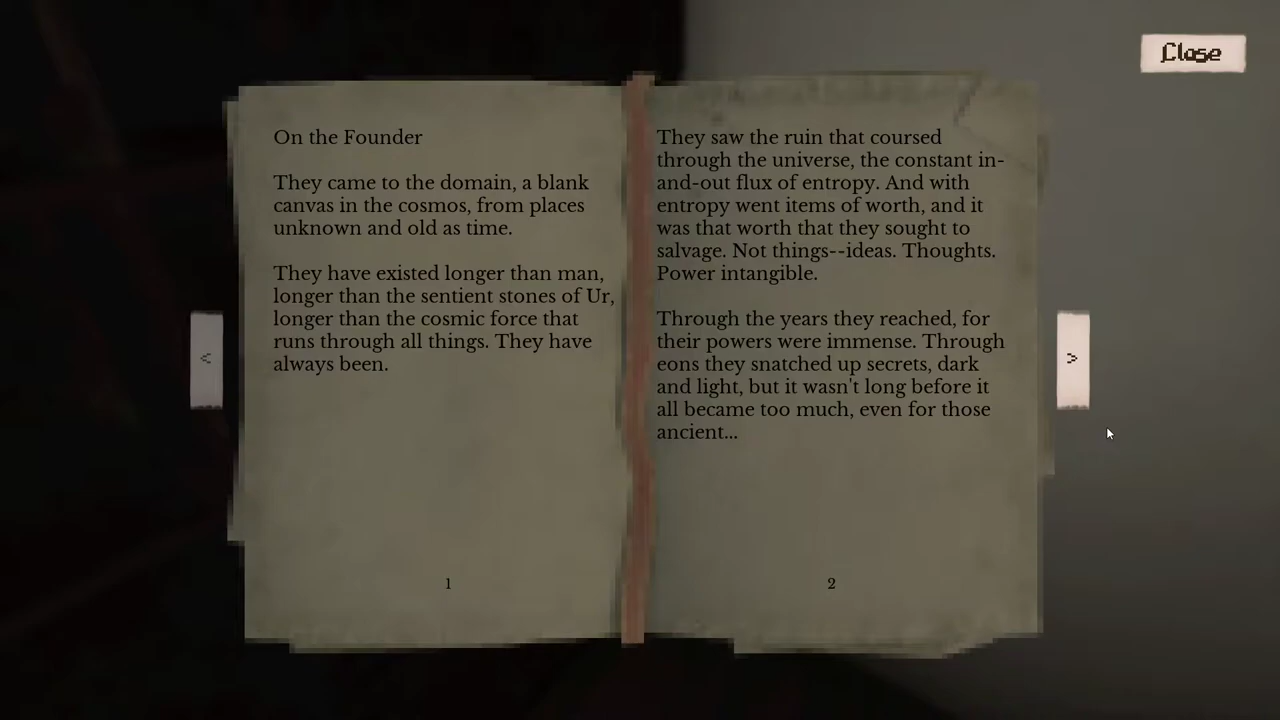 Close
On the Founder
They came to the domain, a blank
canvas in the cosmos, from places
unknown and old as time.
They have existed longer than man,
longer than the sentient stones of Ur,
longer than the cosmic force that
runs through all things. They have
always been.
1
They saw the ruin that coursed
through the universe, the constant in-
and-out flux of entropy. And with
entropy went items of worth, and it
was that worth that they sought to
salvage. Not things--ideas. Thoughts.
Power intangible.
Through the years they reached, for
their powers were immense. Through
eons they snatched up secrets, dark
and light, but it wasn't long before it
all became too much, even for those
ancient...
2
<
>